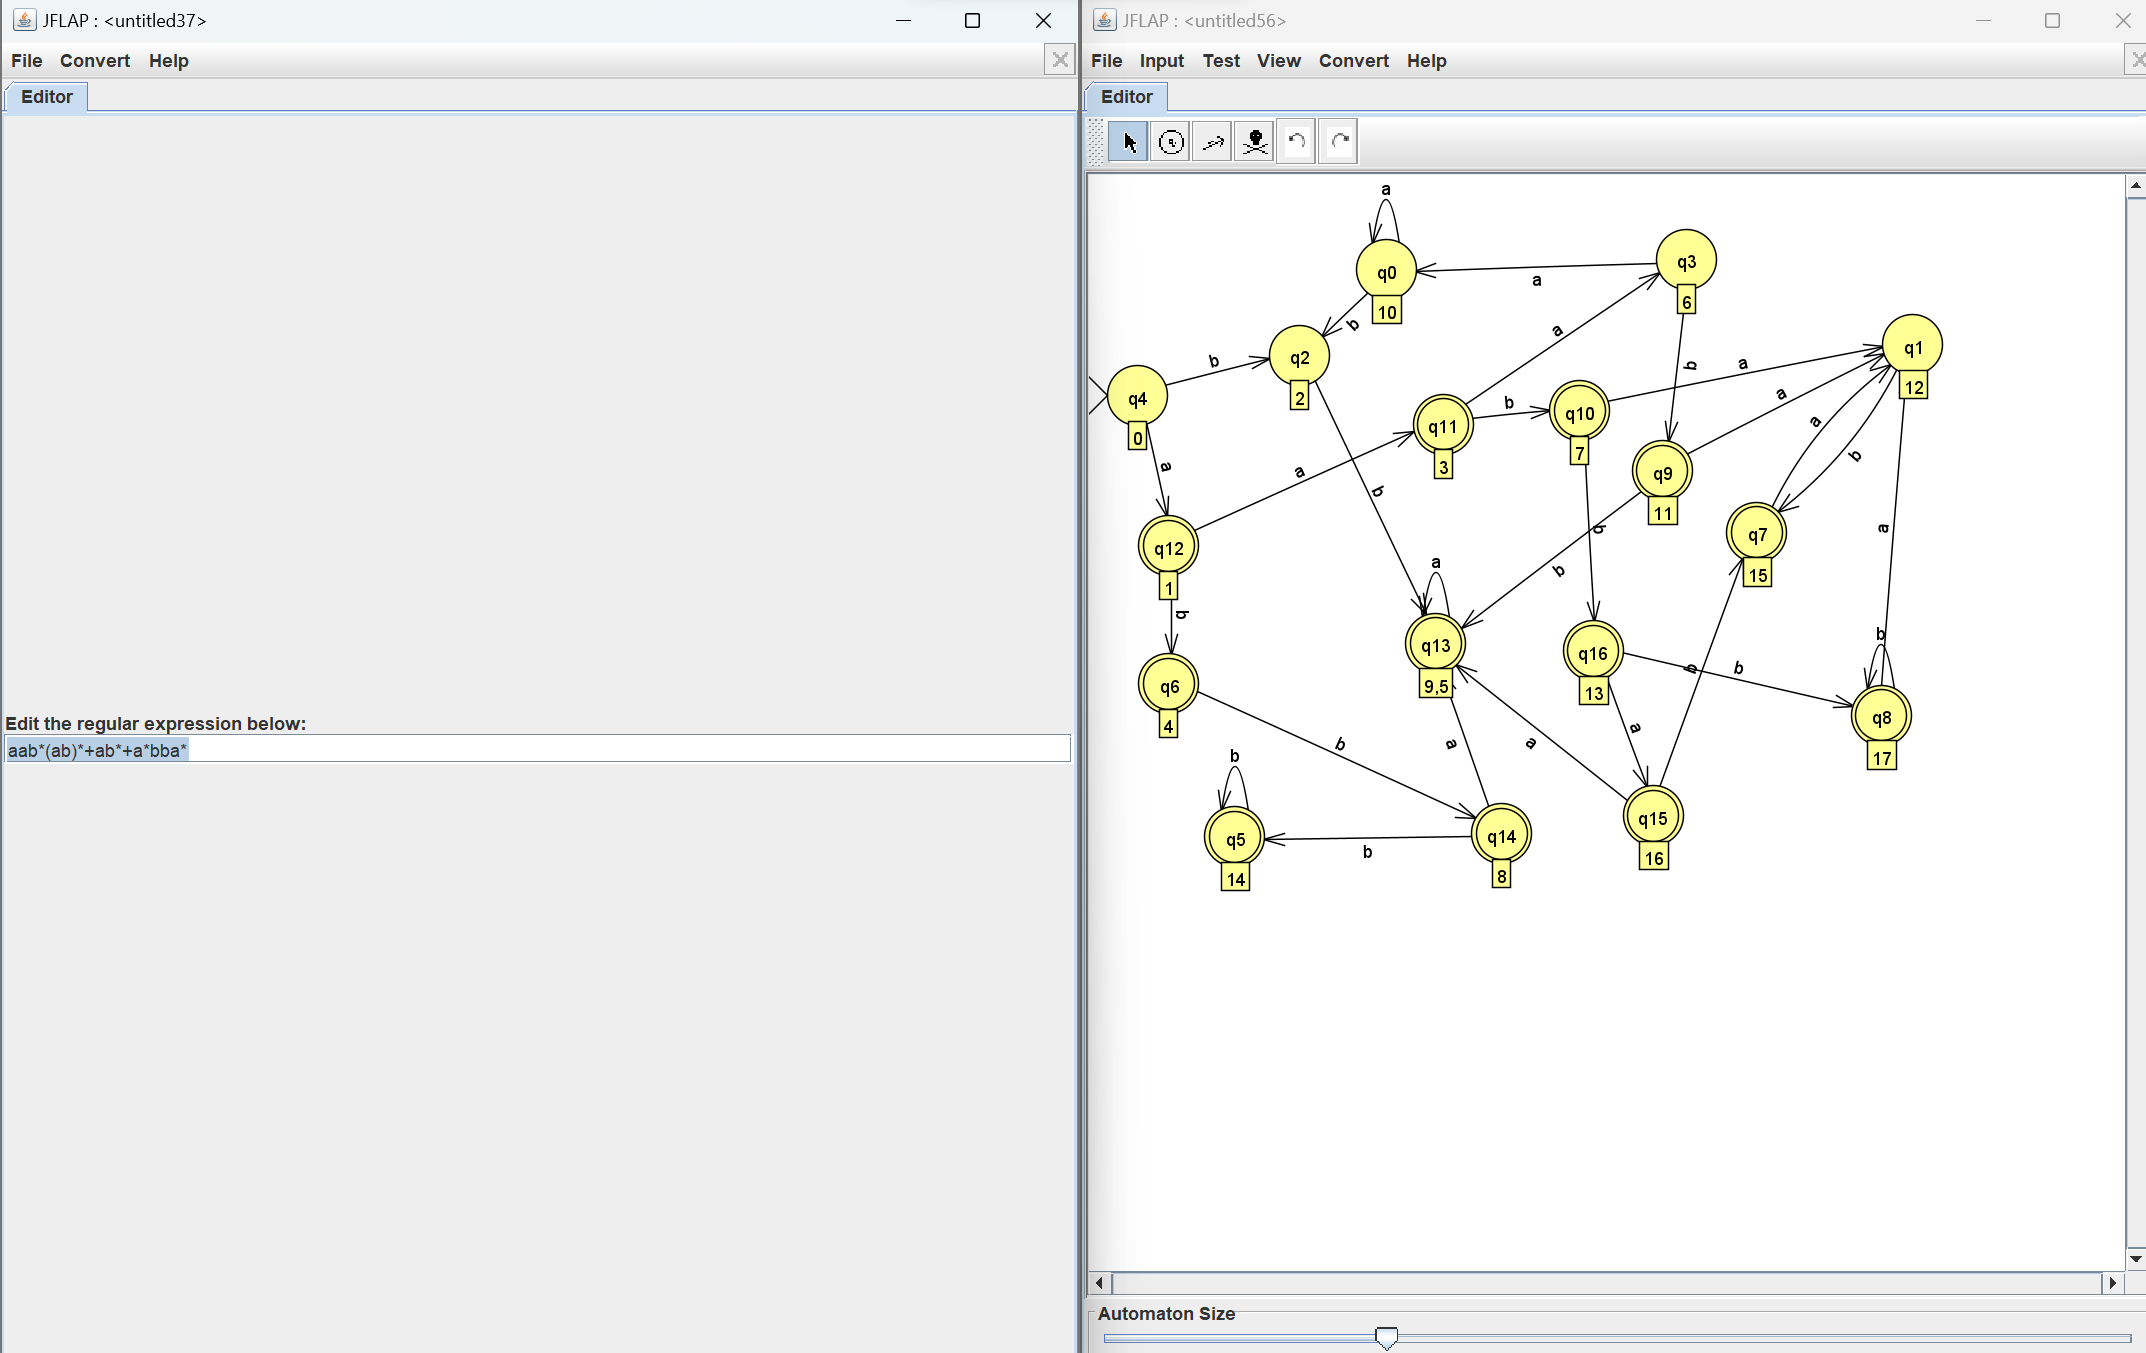 JFLAP : <untitled37>
File Convert Help
Editor
Edit the regular expression below:
aab*(ab)*+ab*+a*bba*
JFLAP : <untitled56>
File Input Test View Convert Help
Editor
a
q0
10
a
q3
6
b
a
b
q2
2
b
q4
0
a
b
a
q1
12
q11
3
b
q10
7
a
q9
11
a
b
a
a
b
b
q12
1
b
b
q7
15
a
b
a
q13
9,5
q16
13
b
b
b
q8
17
q6
4
b
a
a
a
b
q5
14
b
q14
8
q15
16
Automaton Size